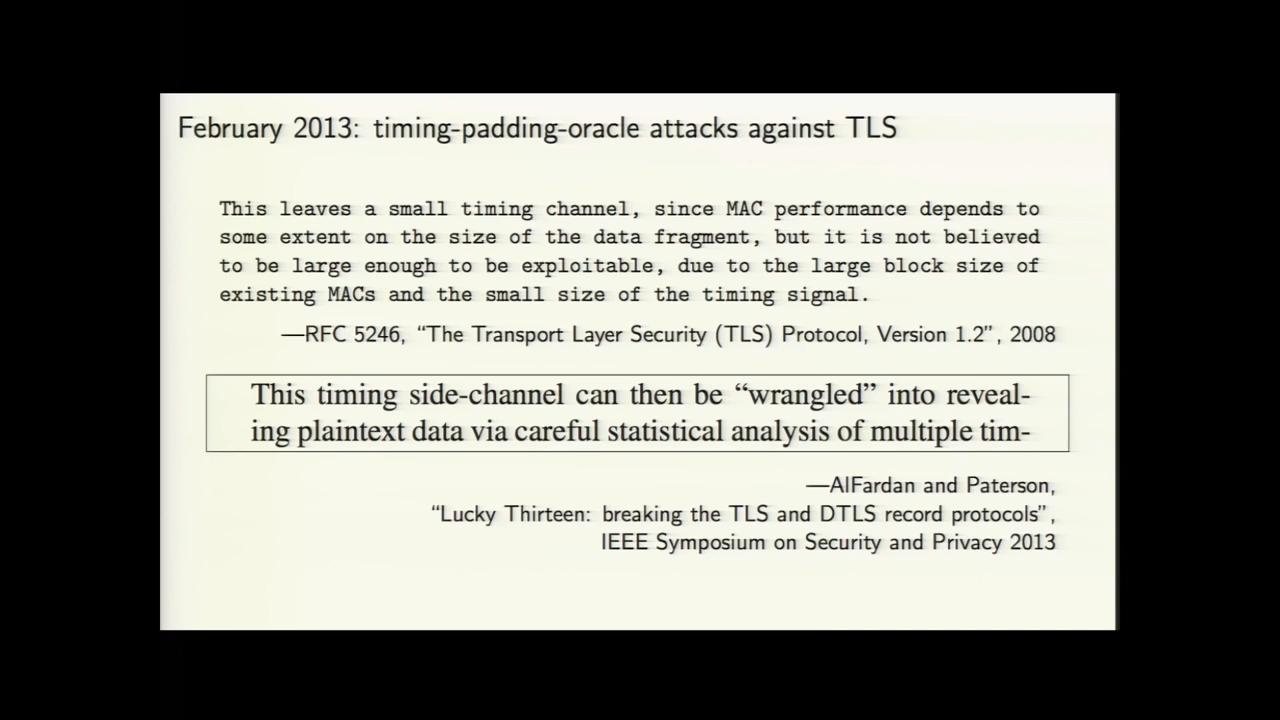 February 2013: timing-padding-oracle attacks against TLS
This leaves a small timing channel, since MAC performance depends to
some extent on the size of the data fragment, but it is not believed
to be large enough to be exploitable, due to the large block size of
existing MACs and the small size of the timing signal.
—RFC 5246, “The Transport Layer Security (TLS) Protocol, Version 1.2”, 2008
This timing side-channel can then be “wrangled” into reveal-
ing plaintext data via careful statistical analysis of multiple tim-
—AlFardan and Paterson,
“Lucky Thirteen: breaking the TLS and DTLS record protocols”,
IEEE Symposium on Security and Privacy 2013